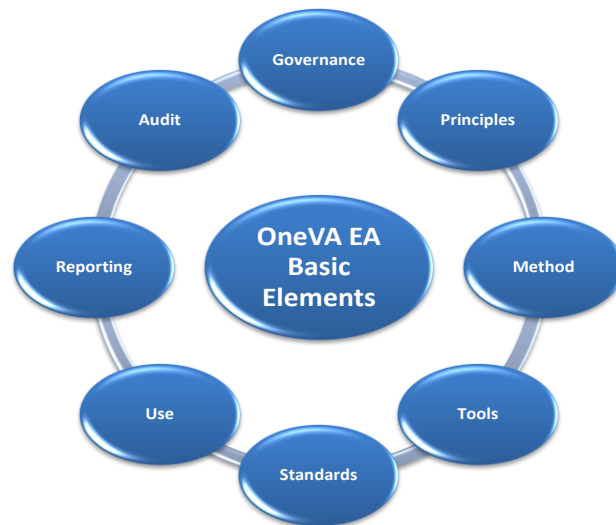 Governance
Audit
Principles
OneVA EA
Basic
Elements
Reporting
Method
Use
Tools
Standards